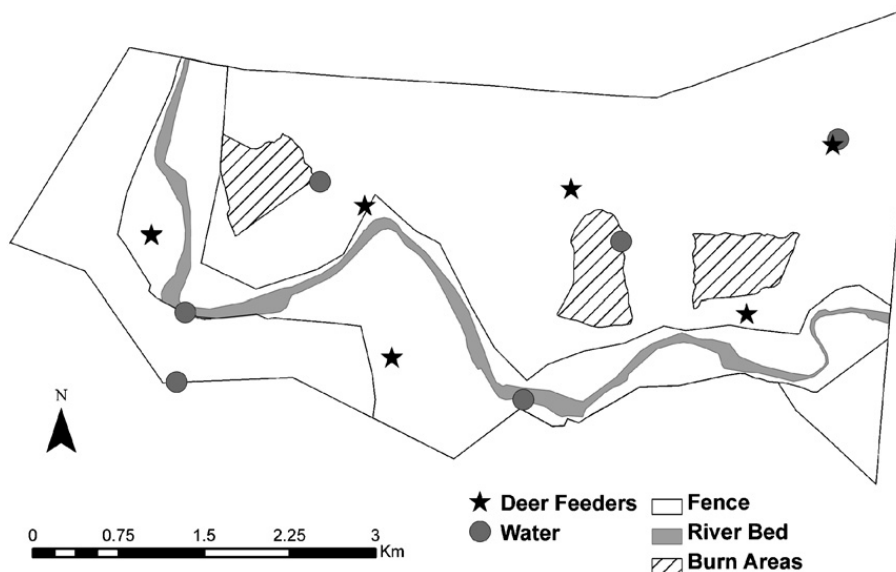 N
0 0.75 1.5 2.25 3
Km
Deer Feeders
Water
Fence
River Bed
Burn Areas